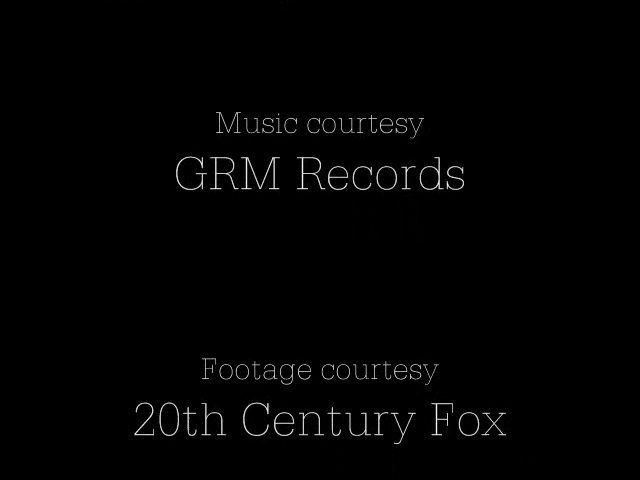 Music courtesy
GRM Records
Footage courtesy
20th Century Fox